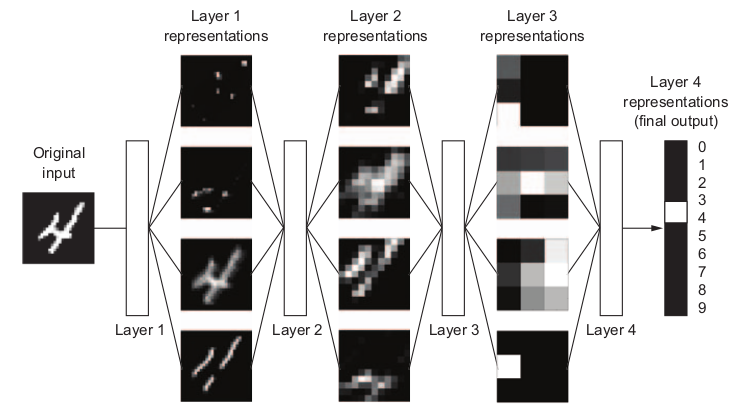 Layer 1
representations
Layer 2
representations
Layer 3
representations
Layer 4
representations
(final output)
Original
input
0
1
2
3
4
5
6
7
8
9
Layer 1
Layer 2
Layer 3
Layer 4